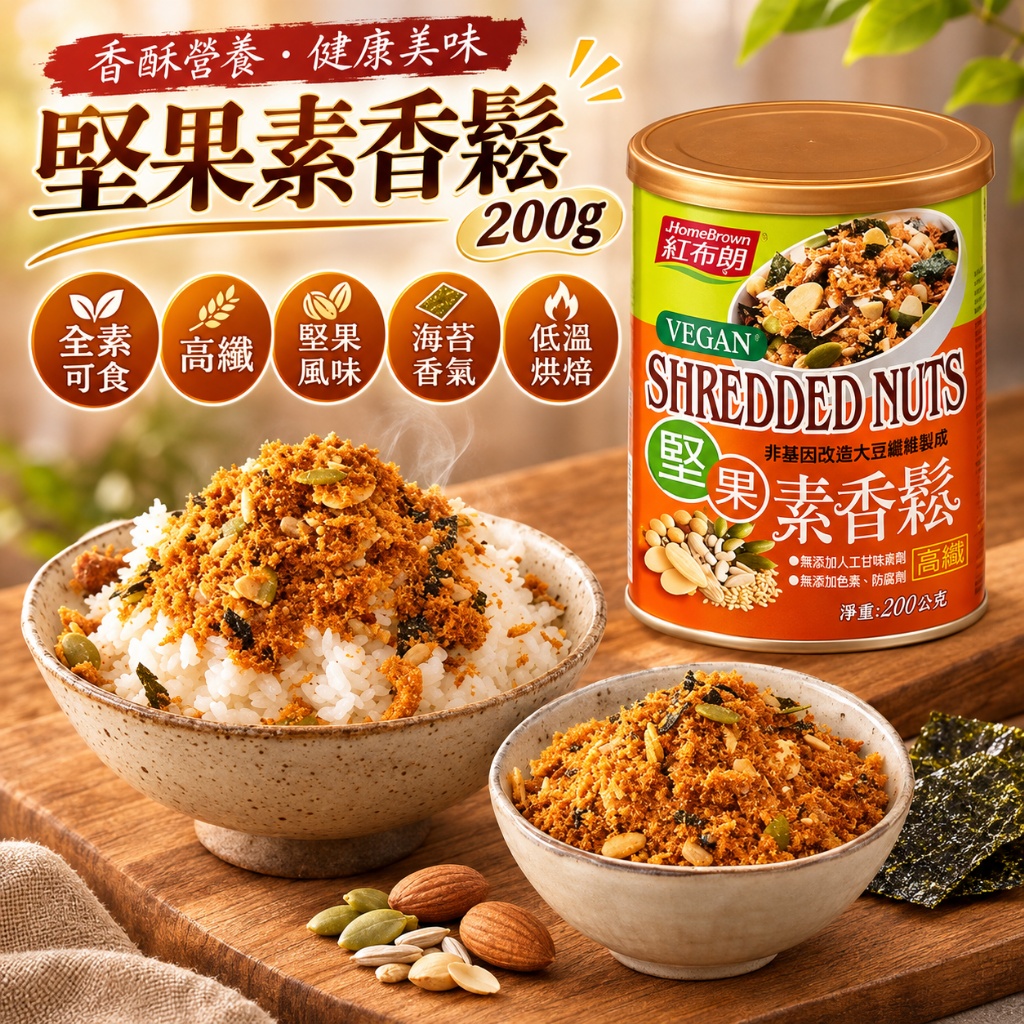 香酥營養・健康美味
堅果素香鬆
200g
全素
可食
高纖
堅果
風味
海苔
香氣
低溫
烘焙
HomeBrown
紅布朗
VEGAN
SHREDDED NUTS
非基因改造大豆纖維製成
堅果素香鬆
●無添加人工甘味劑
●無添加色素、防腐劑
高纖
淨重:200公克